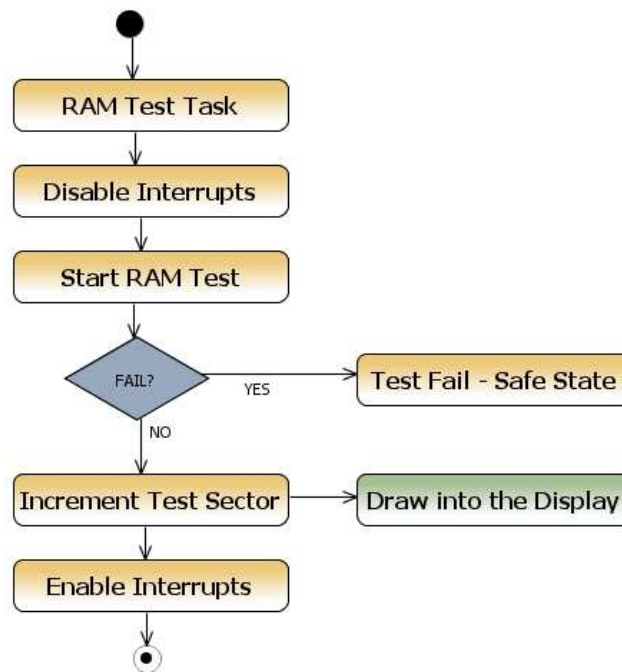 RAM Test Task
Disable Interrupts
Start RAM Test
FAIL?
YES
Test Fail - Safe State
NO
Increment Test Sector
Draw into the Display
Enable Interrupts